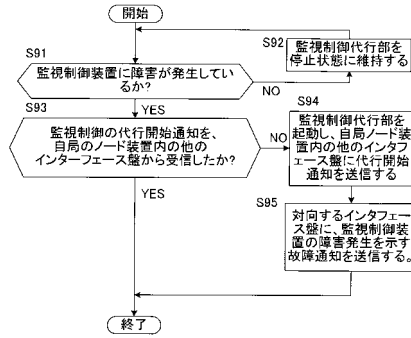 開始
S91
監視制御装置に障害が発生してい
るか?
NO
S92
監視制御代行部を
停止状態に維持する
YES
S93
監視制御の代行開始通知を、
自局のノード装置内の他の
インターフェース盤から受信したか?
NO
S94
監視制御代行部を
起動し、自局ノード装
置内の他のインタフ
ェース盤に代行開始
通知を送信する
YES
S95
対向するインタフェー
ス盤に、監視制御装
置の障害発生を示す
故障通知を送信する。
終了